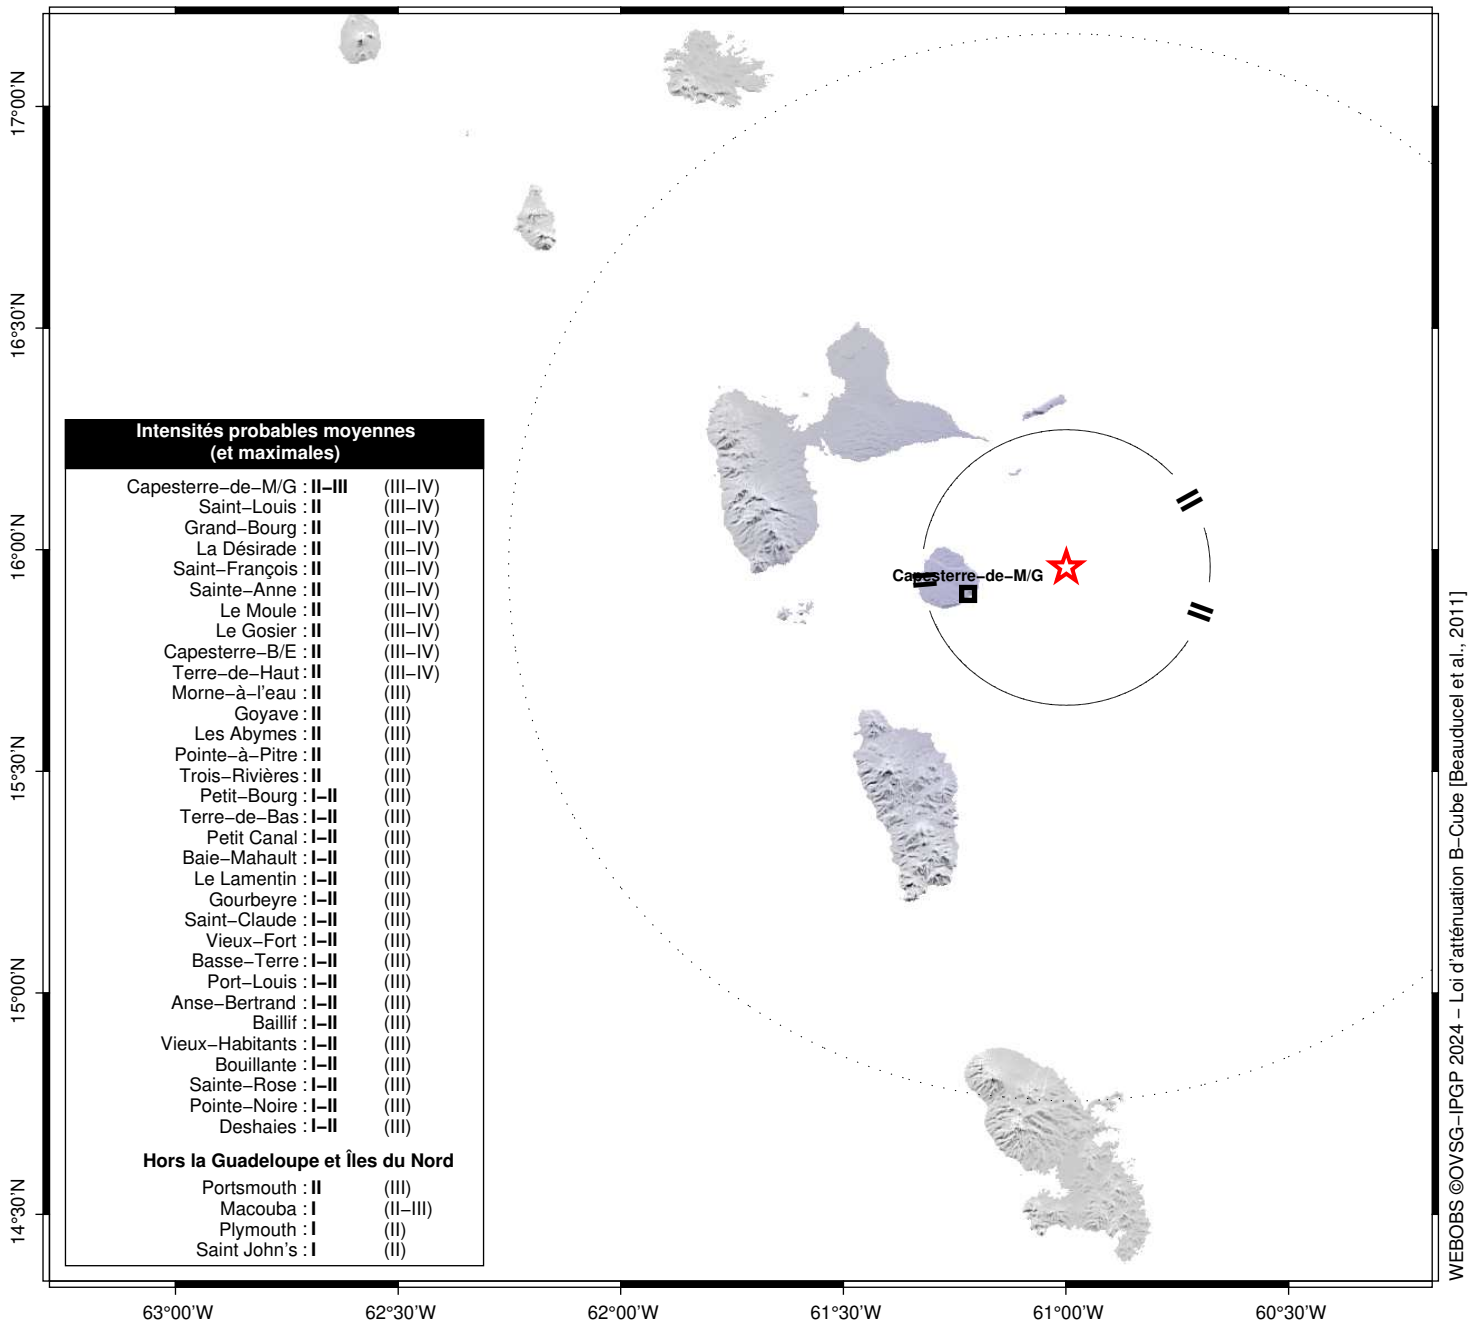 17°00'N
16°30'N
16°00'N
15°30'N
15°00'N
14°30'N
Intensités probables moyennes
(et maximales)
Capesterre−de−M/G : II−III (III−IV)
Saint−Louis : II (III−IV)
Grand−Bourg : II (III−IV)
La Désirade : II (III−IV)
Saint−François : II (III−IV)
Sainte−Anne : II (III−IV)
Le Moule : II (III−IV)
Le Gosier : II (III−IV)
Capesterre−B/E : II (III−IV)
Terre−de−Haut : II (III−IV)
Morne−à−l'eau : II (III)
Goyave : II (III)
Les Abymes : II (III)
Pointe−à−Pitre : II (III)
Trois−Rivières : II (III)
Petit−Bourg : I−II (III)
Terre−de−Bas : I−II (III)
Petit Canal : I−II (III)
Baie−Mahault : I−II (III)
Le Lamentin : I−II (III)
Gourbeyre : I−II (III)
Saint−Claude : I−II (III)
Vieux−Fort : I−II (III)
Basse−Terre : I−II (III)
Port−Louis : I−II (III)
Anse−Bertrand : I−II (III)
Baillif : I−II (III)
Vieux−Habitants : I−II (III)
Bouillante : I−II (III)
Sainte−Rose : I−II (III)
Pointe−Noire : I−II (III)
Deshaies : I−II (III)
Hors la Guadeloupe et Îles du Nord
Portsmouth : II (III)
Macouba : I (II−III)
Plymouth : I (II)
Saint John's : I (II)
Capesterre−de−M/G
II
II
II
63°00'W
62°30'W
62°00'W
61°30'W
61°00'W
60°30'W
WEBOBS ©OVSG−IPGP 2024 − Loi d'atténuation B−Cube [Beauducel et al., 2011]